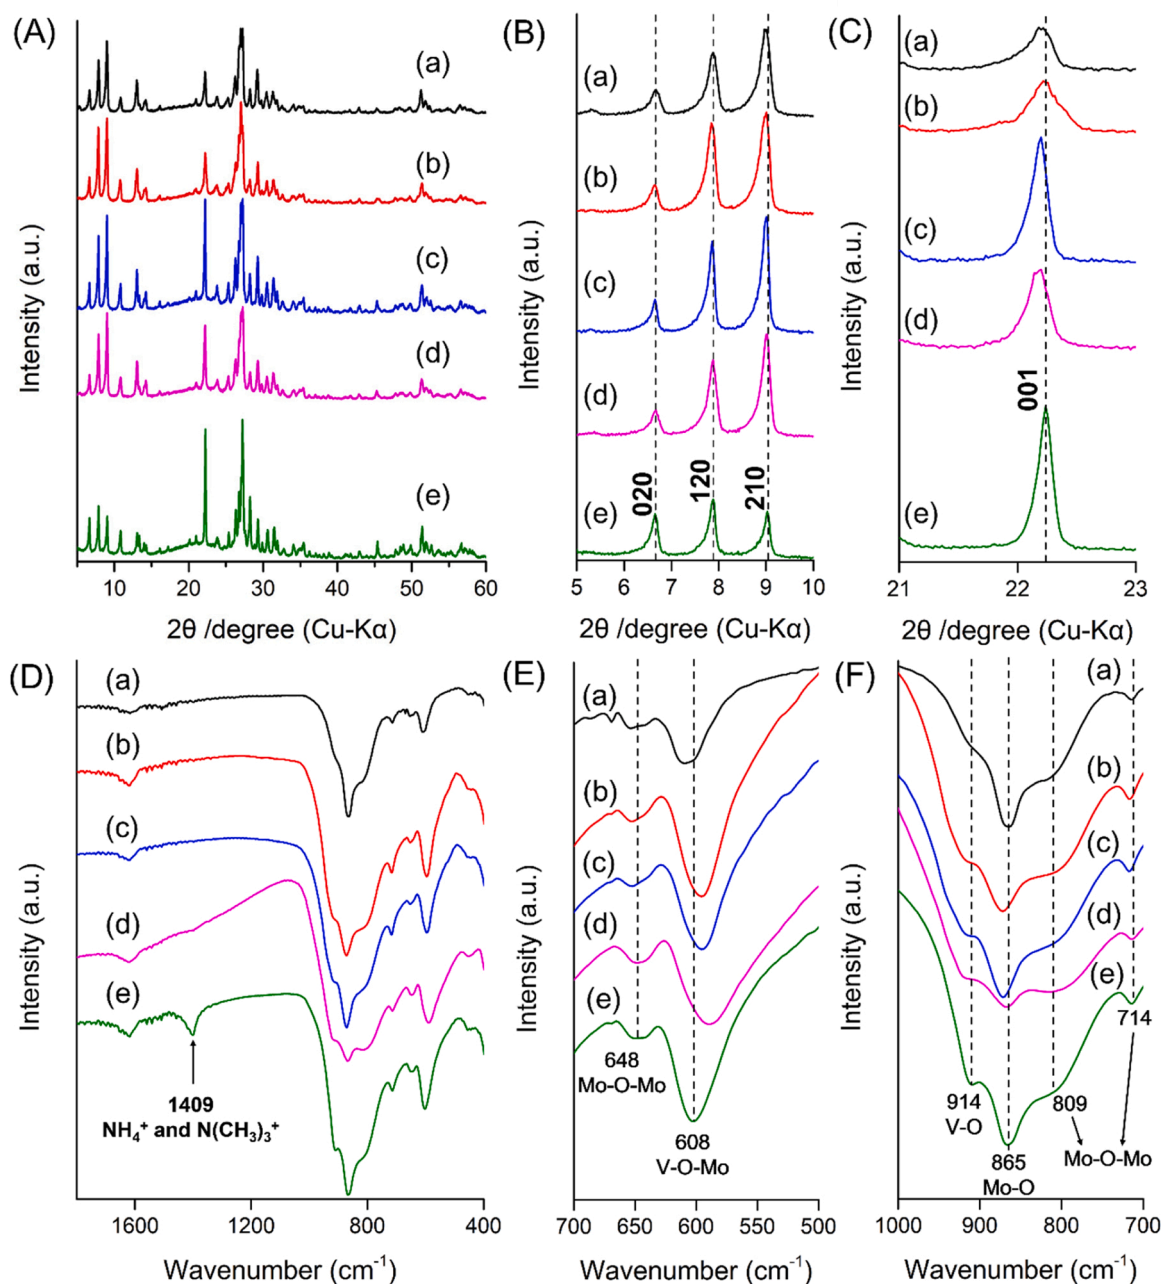 (A)
(a)
(b)
(c)
(d)
(e)
Intensity (a.u.)
10 20 30 40 50 60
2θ /degree (Cu-Kα)
(B)
(a)
(b)
(c)
(d)
(e)
020
120
210
Intensity (a.u.)
5 6 7 8 9 10
2θ /degree (Cu-Kα)
(C)
(a)
(b)
(c)
(d)
(e)
001
Intensity (a.u.)
21 22 23
2θ /degree (Cu-Kα)
(D)
(a)
(b)
(c)
(d)
(e)
1409
NH₄⁺ and N(CH₃)₃⁺
Intensity (a.u.)
1600 1200 800 400
Wavenumber (cm⁻¹)
(E)
(a)
(b)
(c)
(d)
(e)
648
Mo-O-Mo
608
V-O-Mo
Intensity (a.u.)
700 650 600 550 500
Wavenumber (cm⁻¹)
(F)
(a)
(b)
(c)
(d)
(e)
714
914
V-O
809
865
Mo-O
Mo-O-Mo
Intensity (a.u.)
1000 900 800 700
Wavenumber (cm⁻¹)